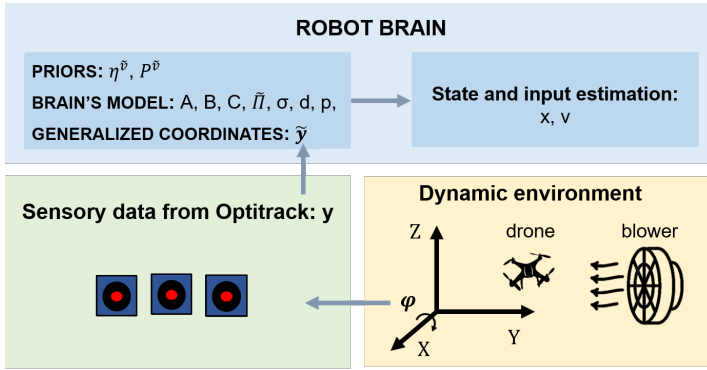 ROBOT BRAIN
PRIORS: η^ṽ, P^ṽ
BRAIN'S MODEL: A, B, C, Π̃, σ, d, p,
GENERALIZED COORDINATES: ỹ
State and input estimation:
x, v
Sensory data from Optitrack: y
Dynamic environment
Z
drone
blower
φ
X
Y